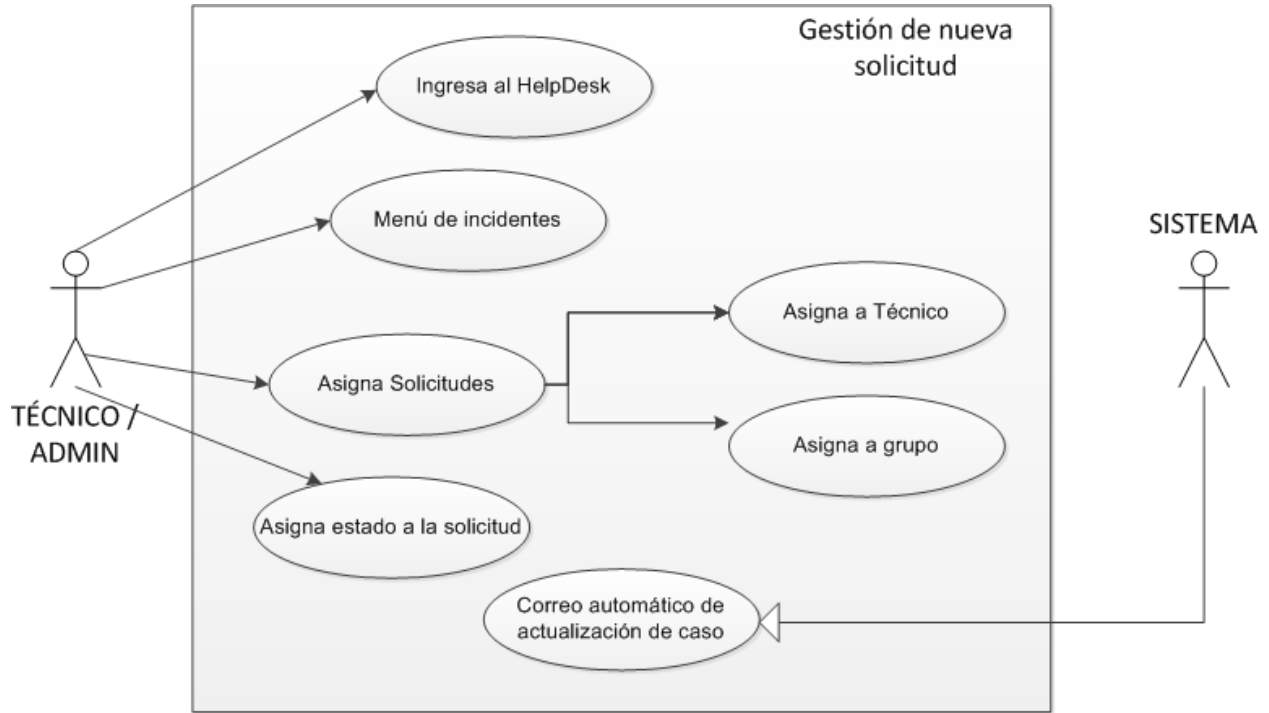 Gestión de nueva
solicitud
Ingresa al HelpDesk
Menú de incidentes
SISTEMA
Asigna a Técnico
Asigna Solicitudes
TÉCNICO /
ADMIN
Asigna a grupo
Asigna estado a la solicitud
Correo automático de
actualización de caso